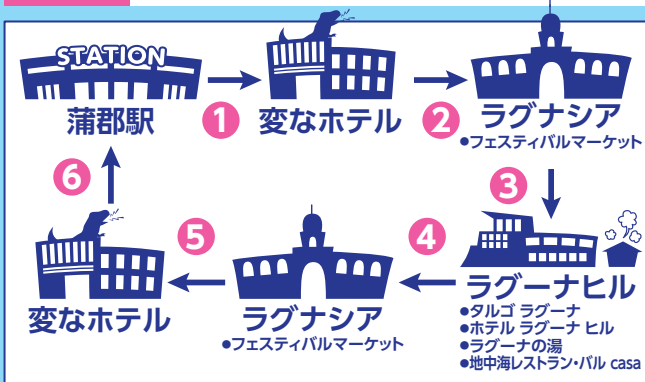 STATION
蒲郡駅
1
変なホテル
2
ラグナシア
●フェスティバルマーケット
3
ラグーナヒル
●タルゴ ラグーナ
●ホテル ラグーナ ヒル
●ラグーナの湯
●地中海レストラン・バル casa
4
ラグナシア
●フェスティバルマーケット
5
変なホテル
6